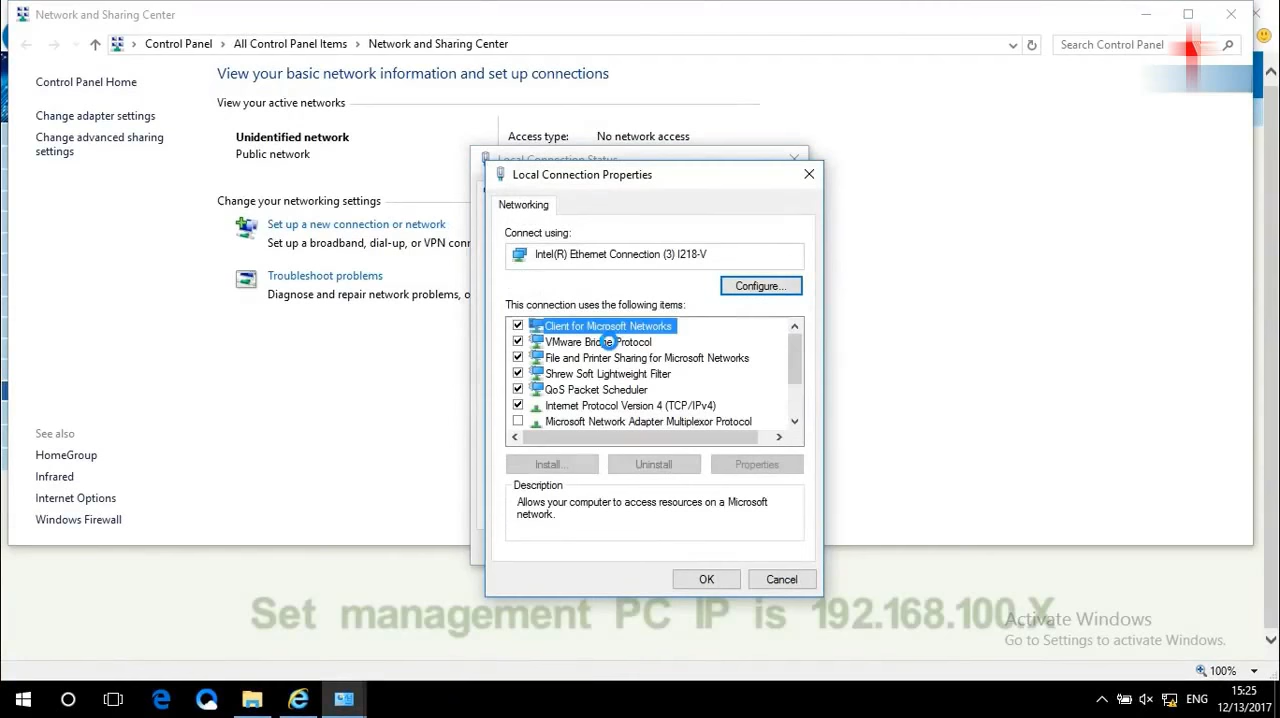 Network and Sharing Center
Control Panel
All Control Panel Items
Network and Sharing Center
Search Control Panel
Control Panel Home
Change adapter settings
Change advanced sharing
settings
View your basic network information and set up connections
View your active networks
Unidentified network
Public network
Access type: No network access
Change your networking settings
Set up a new connection or network
Set up a broadband, dial-up, or VPN conn
Troubleshoot problems
Diagnose and repair network problems, o
See also
HomeGroup
Infrared
Internet Options
Windows Firewall
Local Connection Status
Local Connection Properties
Networking
Connect using:
Intel(R) Ethernet Connection (3) I218-V
Configure...
This connection uses the following items:
Client for Microsoft Networks
VMware Bridge Protocol
File and Printer Sharing for Microsoft Networks
Shrew Soft Lightweight Filter
QoS Packet Scheduler
Internet Protocol Version 4 (TCP/IPv4)
Microsoft Network Adapter Multiplexor Protocol
Install...
Uninstall
Properties
Description
Allows your computer to access resources on a Microsoft
network.
OK
Cancel
Set management PC IP is 192.168.100.X
Activate Windows
Go to Settings to activate Windows.
100%
ENG
15:25
12/13/2017